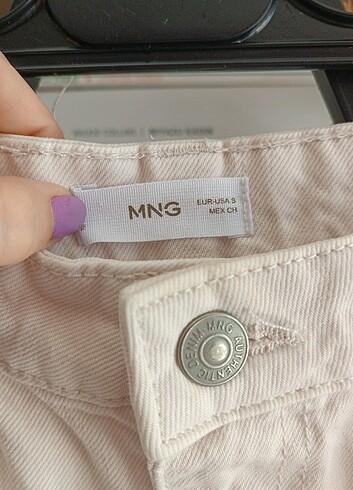 MNG
EUR-USA S
MEX CH
DENIM·MNG AUTHENTIC